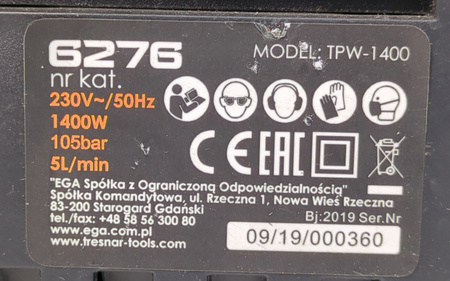 6276
MODEL: TPW-1400
nr kat.
230V~/50Hz
1400W
105bar
5L/min
CE EAC
"EGA Spółka z Ograniczoną Odpowiedzialnością"
Spółka Komandytowa, ul. Rzeczna 1, Nowa Wieś Rzeczna
83-200 Starogard Gdański
tel./fax: +48 58 56 300 80
www.ega.com.pl
www.tresnar-tools.com
Bj:2019 Ser.Nr
09/19/000360